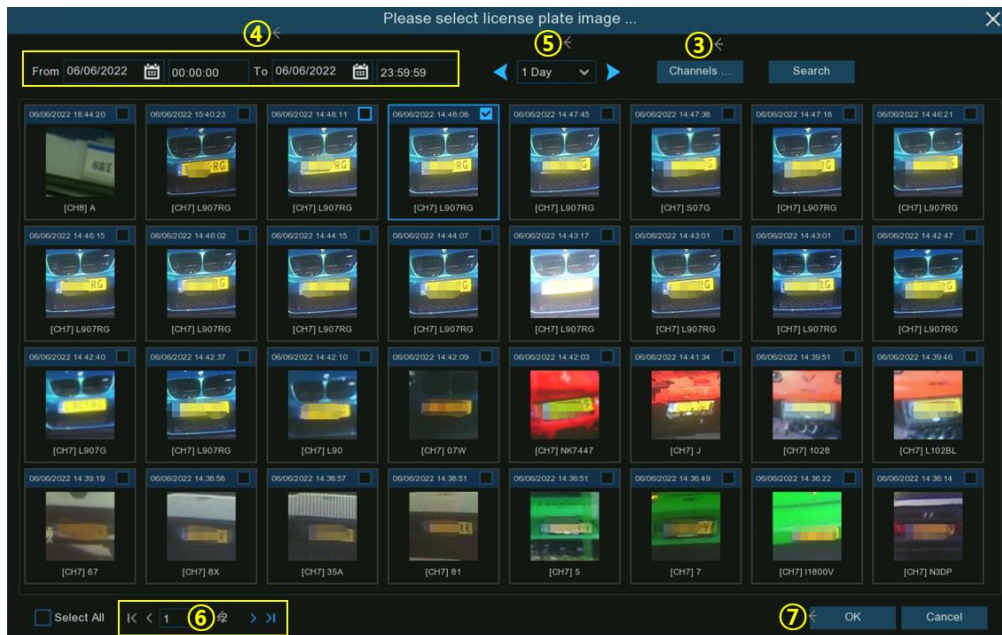 Please select license plate image ...
④
⑤
③
From 06/06/2022 00:00:00 To 06/06/2022 23:59:59
1 Day
Channels ...
Search
06/06/2022 18:44:20 06/06/2022 15:40:23 06/06/2022 14:48:11 06/06/2022 14:48:08 06/06/2022 14:47:45 06/06/2022 14:47:38 06/06/2022 14:47:18 06/06/2022 14:46:21
[CH8] A [CH7] L907RG [CH7] L907RG [CH7] L907RG [CH7] L907RG [CH7] S07G [CH7] L907RG [CH7] L907RG
06/06/2022 14:46:15 06/06/2022 14:46:02 06/06/2022 14:44:15 06/06/2022 14:44:07 06/06/2022 14:43:17 06/06/2022 14:43:01 06/06/2022 14:43:01 06/06/2022 14:42:47
[CH7] L907RG [CH7] L907RG [CH7] L907RG [CH7] L907RG [CH7] L907RG [CH7] L907RG [CH7] L907RG [CH7] L907RG
06/06/2022 14:42:40 06/06/2022 14:42:37 06/06/2022 14:42:10 06/06/2022 14:42:09 06/06/2022 14:42:03 06/06/2022 14:41:34 06/06/2022 14:39:51 06/06/2022 14:39:46
[CH7] L907G [CH7] L907RG [CH7] L90 [CH7] 07W [CH7] NK7447 [CH7] J [CH7] 1028 [CH7] L102BL
06/06/2022 14:39:19 06/06/2022 14:38:58 06/06/2022 14:38:57 06/06/2022 14:38:51 06/06/2022 14:36:51 06/06/2022 14:36:49 06/06/2022 14:36:22 06/06/2022 14:36:14
[CH7] 67 [CH7] 8X [CH7] 35A [CH7] 81 [CH7] 5 [CH7] 7 [CH7] I1800V [CH7] N3DP
Select All 1 ⑥ /2 ⑦ OK Cancel